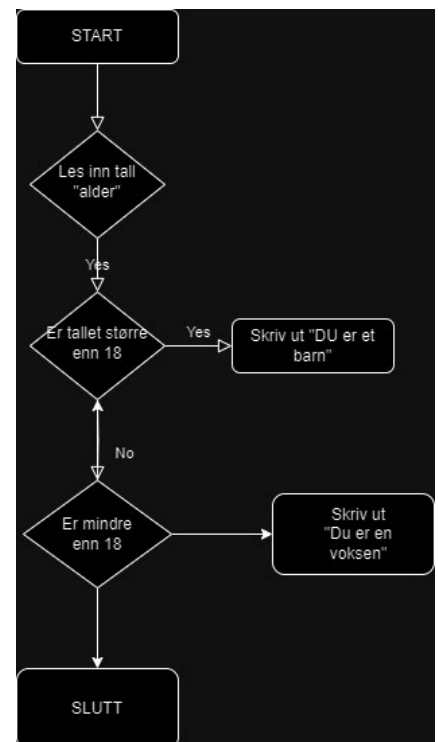 START
Les inn tall
"alder"
Yes
Er tallet større
enn 18
Yes
Skriv ut "DU er et
barn"
No
Er mindre
enn 18
Skriv ut
"Du er en
voksen"
SLUTT